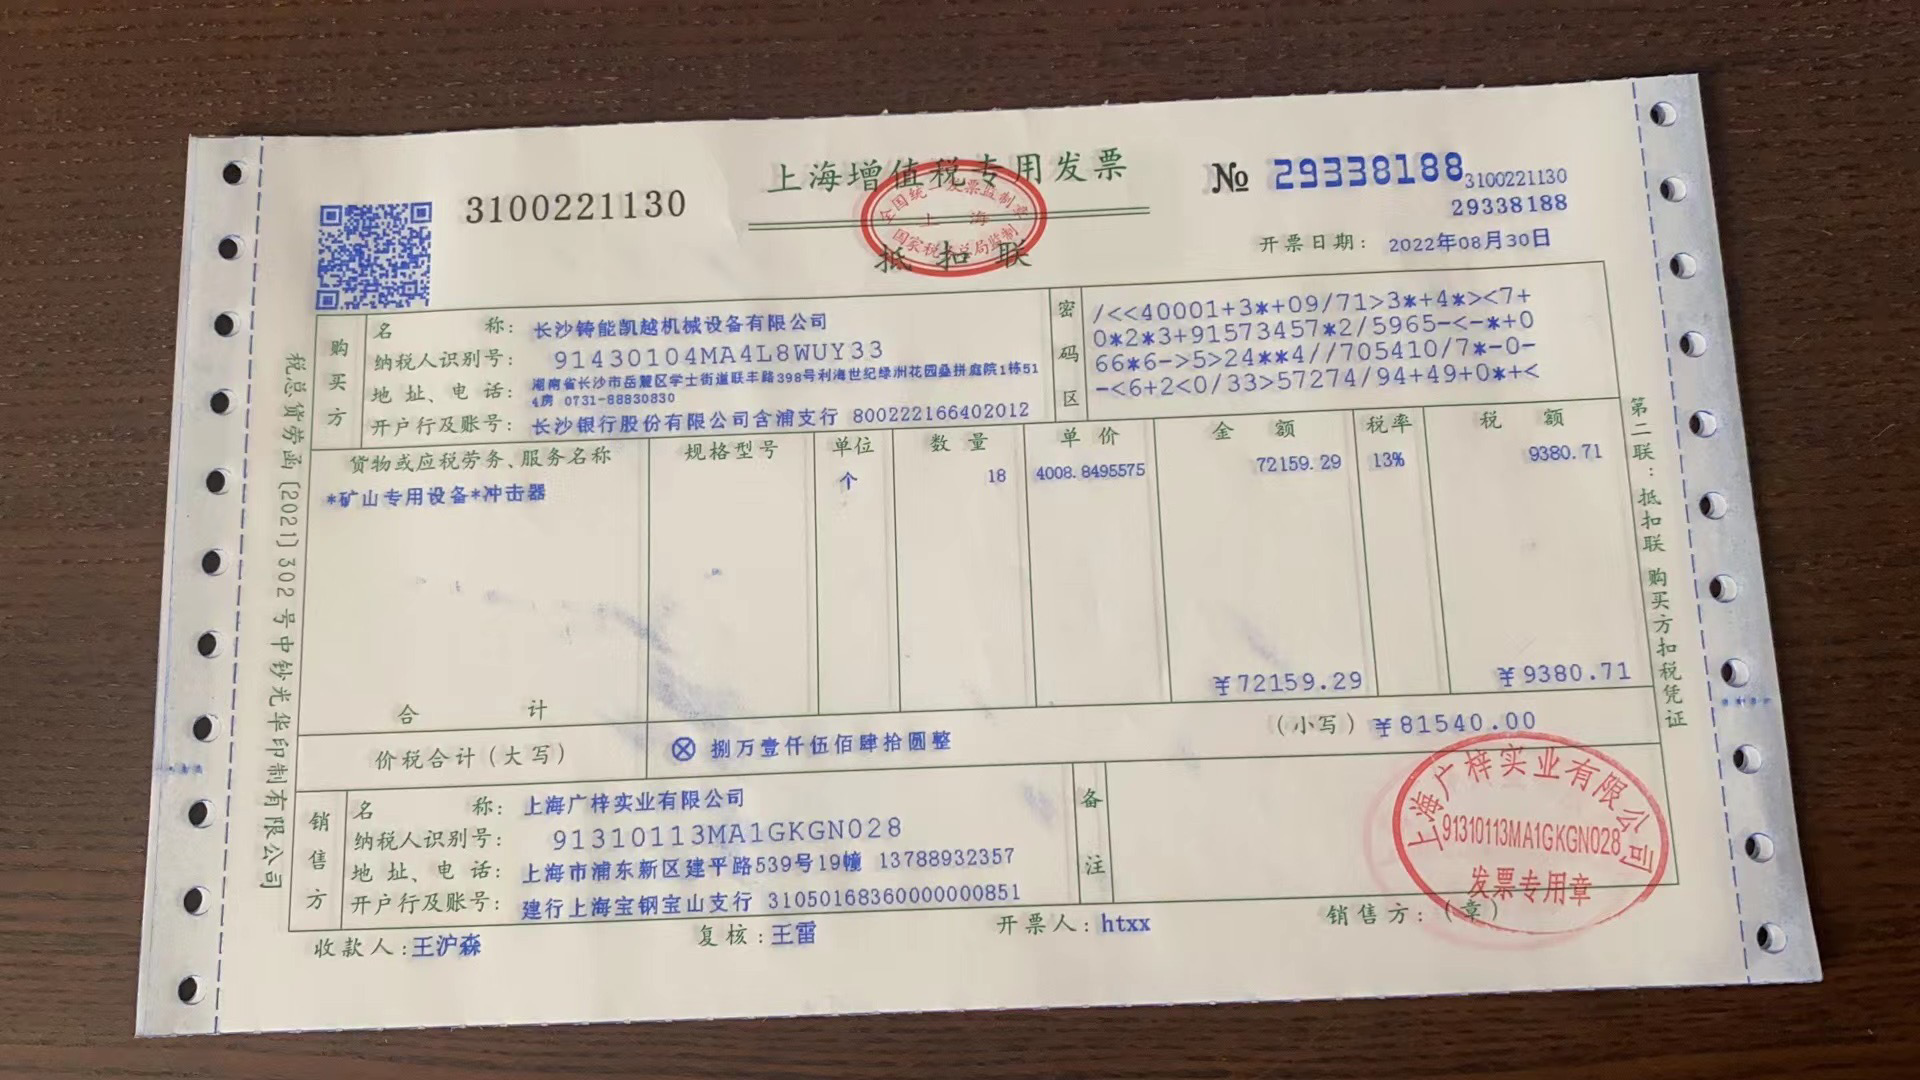 上海增值税专用发票
全国统一发票监制章
上海
国家税务总局监制
抵扣联
3100221130
№ 29338188
3100221130
29338188
开票日期: 2022年08月30日
购买方
名称: 长沙铸能凯越机械设备有限公司
纳税人识别号: 91430104MA4L8WUY33
地址、电话: 湖南省长沙市岳麓区学士街道联丰路398号利海世纪绿洲花园桑拼庭院1栋51
4房 0731-88830830
开户行及账号: 长沙银行股份有限公司含浦支行 800222166402012
密码区
/<<40001+3*+09/71>3*+4*><7+
0*2*3+91573457*2/5965-<-*+0
66*6->5>24**4//705410/7*-0-
-<6+2<0/33>57274/94+49+0*+<
货物或应税劳务、服务名称 规格型号 单位 数量 单价 金额 税率 税额
*矿山专用设备*冲击器 个 18 4008.8495575 72159.29 13% 9380.71
合计 ¥72159.29 ¥9380.71
价税合计(大写) ⊗ 捌万壹仟伍佰肆拾圆整 (小写) ¥81540.00
销售方
名称: 上海广梓实业有限公司
纳税人识别号: 91310113MA1GKGN028
地址、电话: 上海市浦东新区建平路539号19幢 13788932357
开户行及账号: 建行上海宝钢宝山支行 31050168360000000851
备注
上海广梓实业有限公司
91310113MA1GKGN028
发票专用章
收款人:王沪森 复核:王雷 开票人:htxx 销售方:(章)
税总货劳函〔2021〕302号中钞光华印制有限公司
第二联:抵扣联 购买方扣税凭证